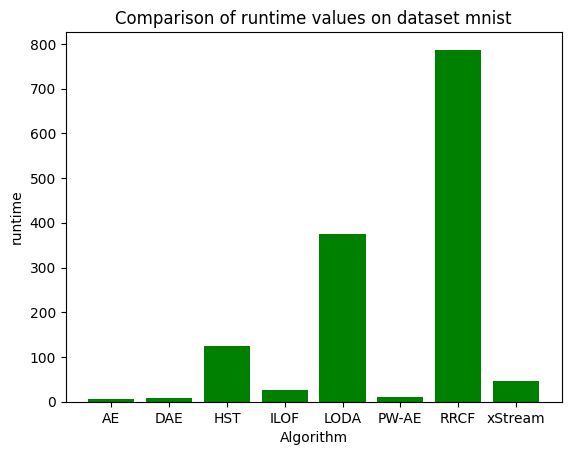 Comparison of runtime values on dataset mnist
800
700
600
500
400
300
200
100
0
runtime
AE DAE HST ILOF LODA PW-AE RRCF xStream
Algorithm